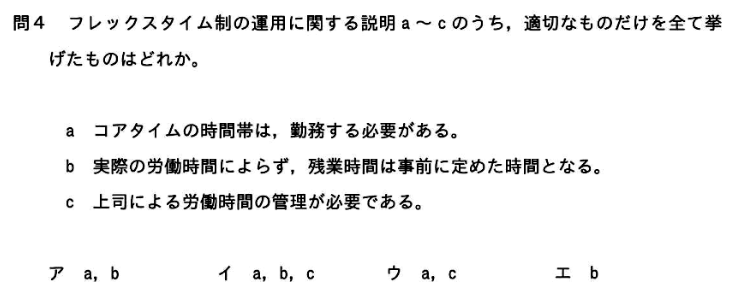 問４　フレックスタイム制の運用に関する説明 a ～ c のうち，適切なものだけを全て挙
げたものはどれか。
a　コアタイムの時間帯は，勤務する必要がある。
b　実際の労働時間によらず，残業時間は事前に定めた時間となる。
c　上司による労働時間の管理が必要である。
ア　a，b　　イ　a，b，c　　ウ　a，c　　エ　b